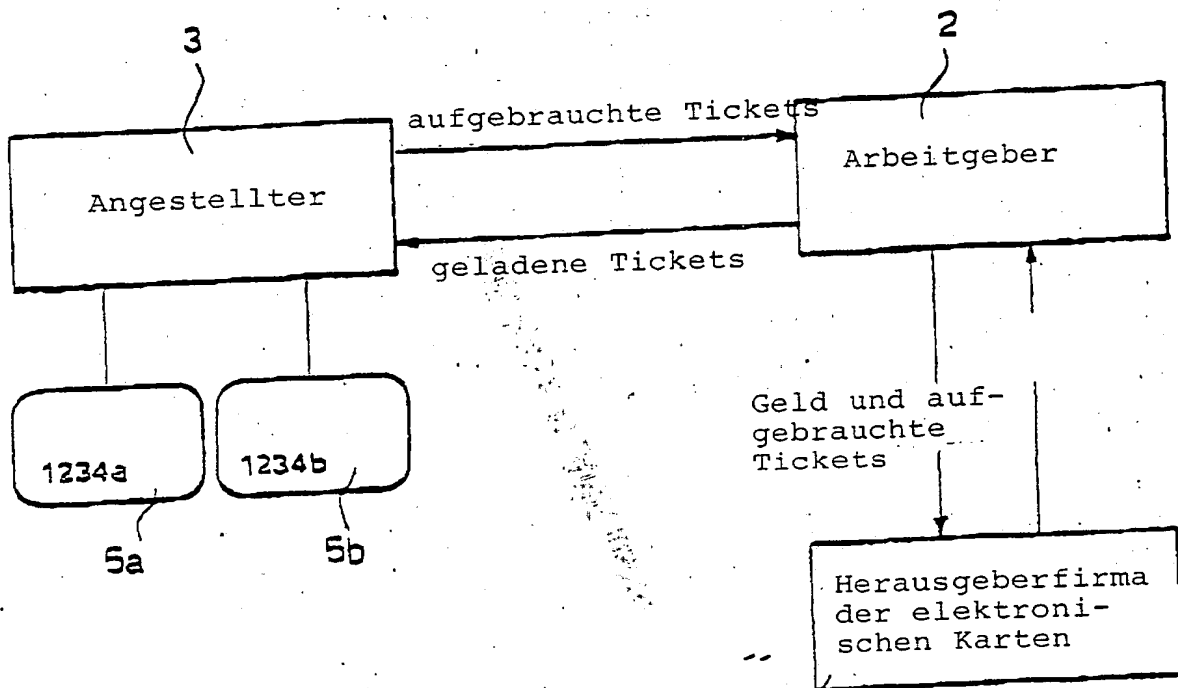 3
2
aufgebrauchte Tickets
Arbeitgeber
Angestellter
geladene Tickets
Geld und auf-
gebrauchte
Tickets
1234a
1234b
5a
5b
Herausgeberfirma
der elektroni-
schen Karten